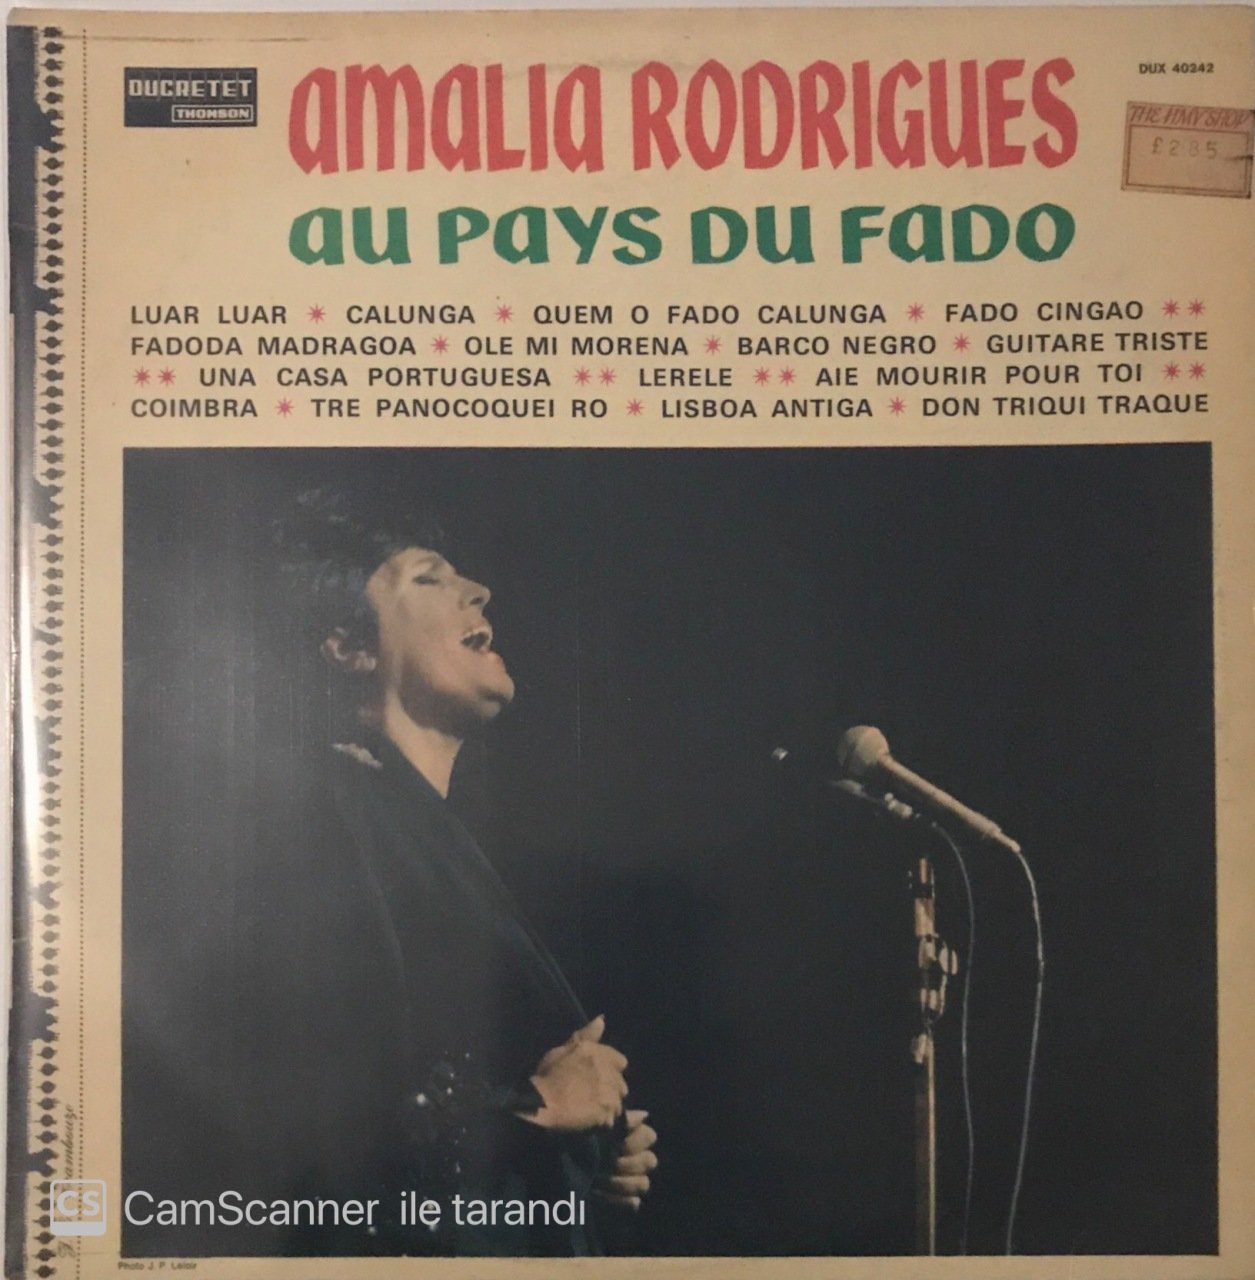 DUCRETET
THOMSON
amalia RODRIGUES
DUX 40242
THE HMV SHOP
£285
au pays du fado
LUAR LUAR * CALUNGA * QUEM O FADO CALUNGA * FADO CINGAO **
FADODA MADRAGOA * OLE MI MORENA * BARCO NEGRO * GUITARE TRISTE
** UNA CASA PORTUGUESA ** LERELE ** AIE MOURIR POUR TOI **
COIMBRA * TRE PANOCOQUEI RO * LISBOA ANTIGA * DON TRIQUI TRAQUE
CS CamScanner ile tarandı
Photo J. P. Leloir